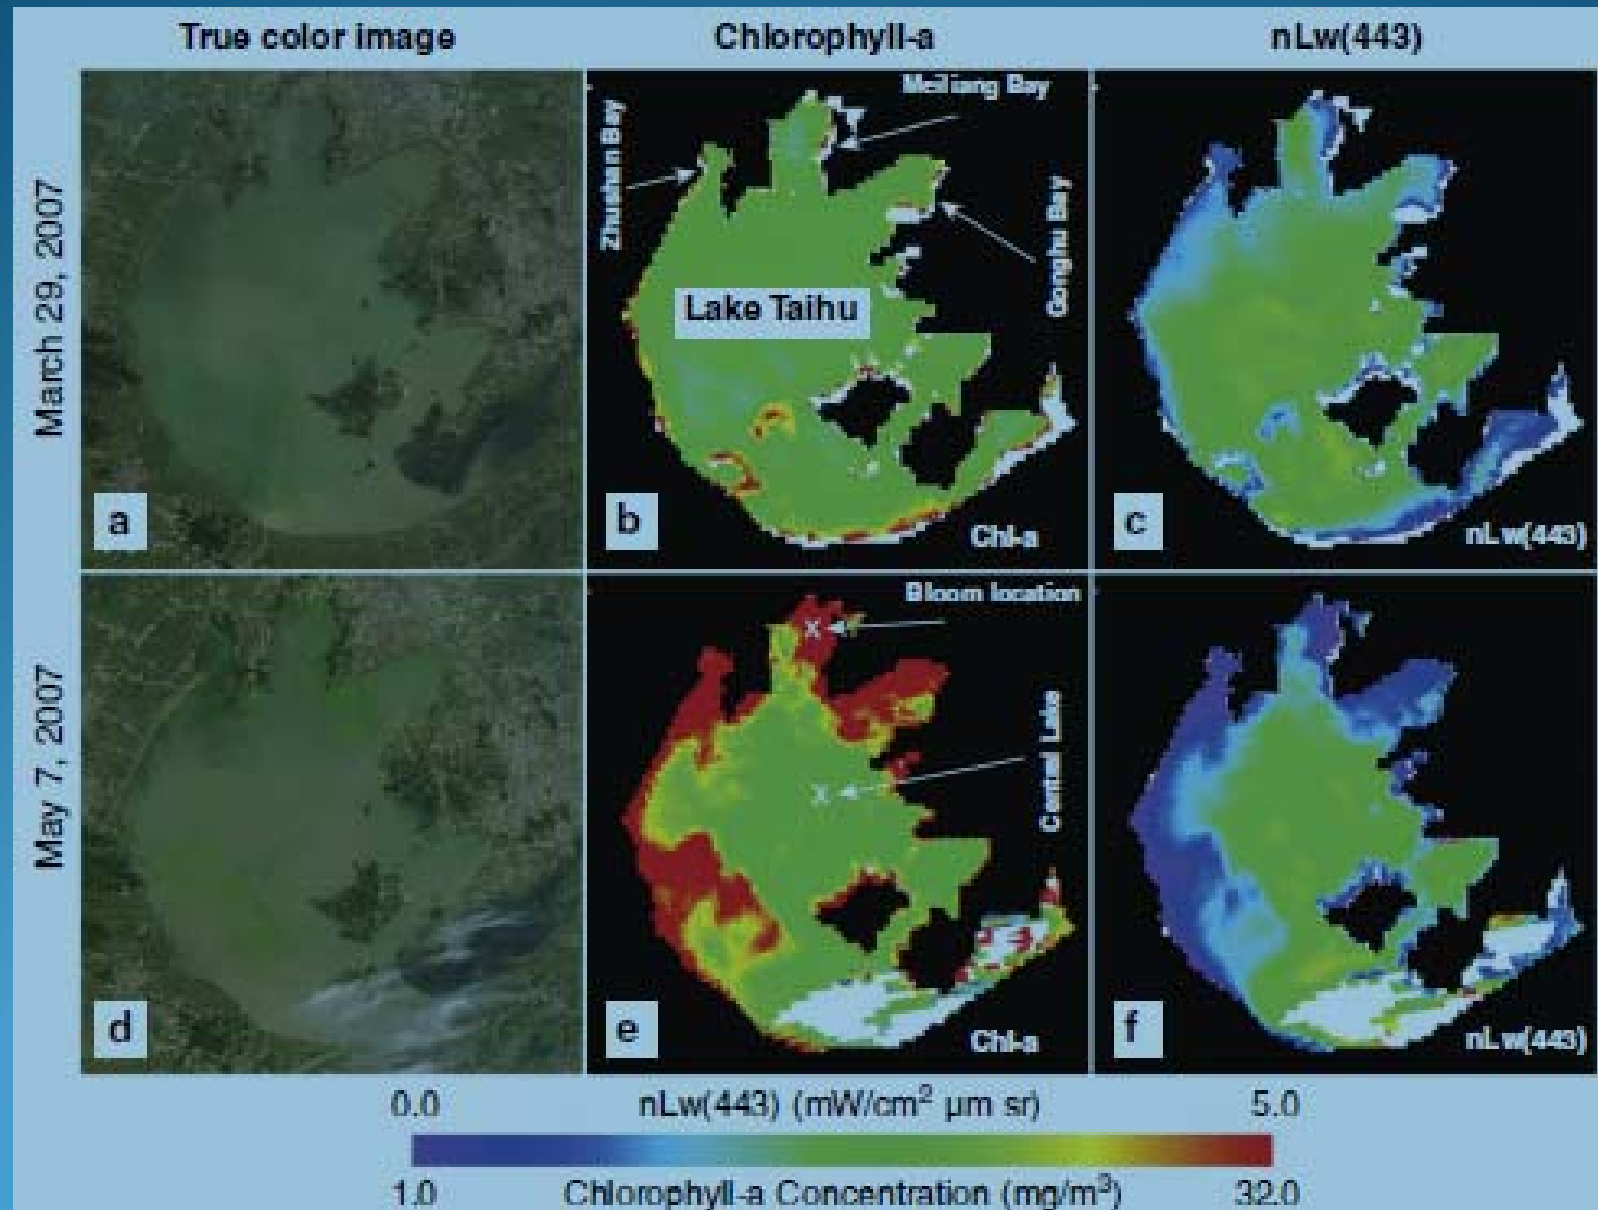 True color image
Chlorophyll-a
nLw(443)
March 29, 2007
a
Zhushan Bay
Meiliang Bay
Gonghu Bay
Lake Taihu
b
Chl-a
c
nLw(443)
May 7, 2007
d
Bloom location
X
Central Lake
X
e
Chl-a
f
nLw(443)
0.0 nLw(443) (mW/cm² µm sr) 5.0
1.0 Chlorophyll-a Concentration (mg/m³) 32.0